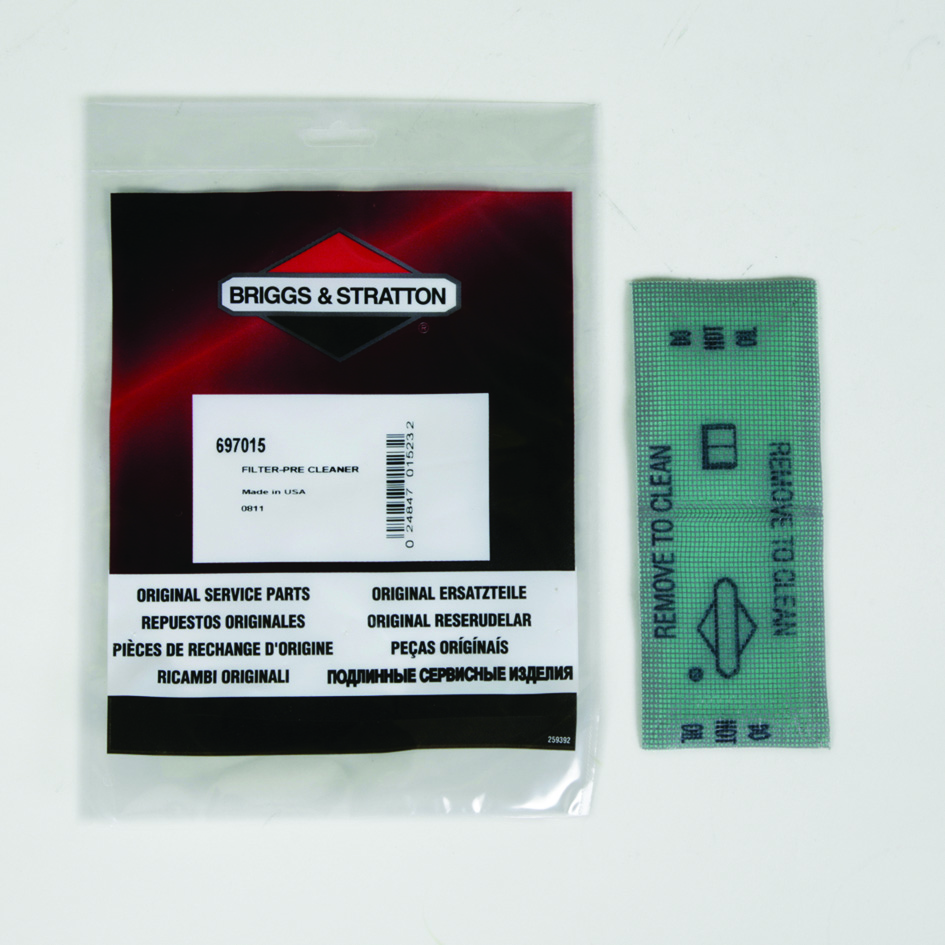 BRIGGS & STRATTON
®
697015
FILTER-PRE CLEANER
Made in USA
0811
0 24847 01523 2
ORIGINAL SERVICE PARTS
ORIGINAL ERSATZTEILE
REPUESTOS ORIGINALES
ORIGINAL RESERUDELAR
PIÈCES DE RECHANGE D'ORIGINE
PEÇAS ORÍGÍNAÍS
RICAMBI ORIGINALI
ПОДЛИННЫЕ СЕРВИСНЫЕ ИЗДЕЛИЯ
259392
DO
NOT
OIL
REMOVE TO CLEAN
REMOVE TO CLEAN
®
OIL
NOT
DO